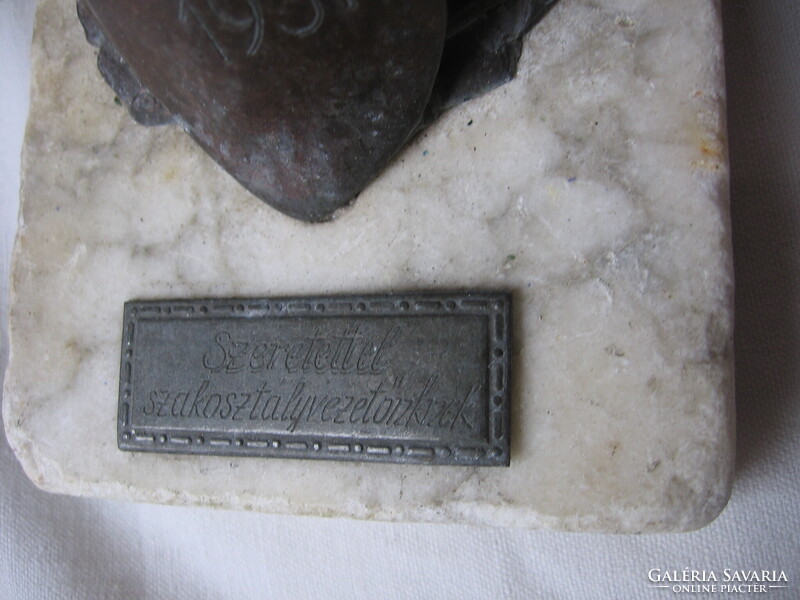 Szeretettel
szakosztályvezetőinknek
GALÉRIA SAVARIA
ONLINE PIACTÉR